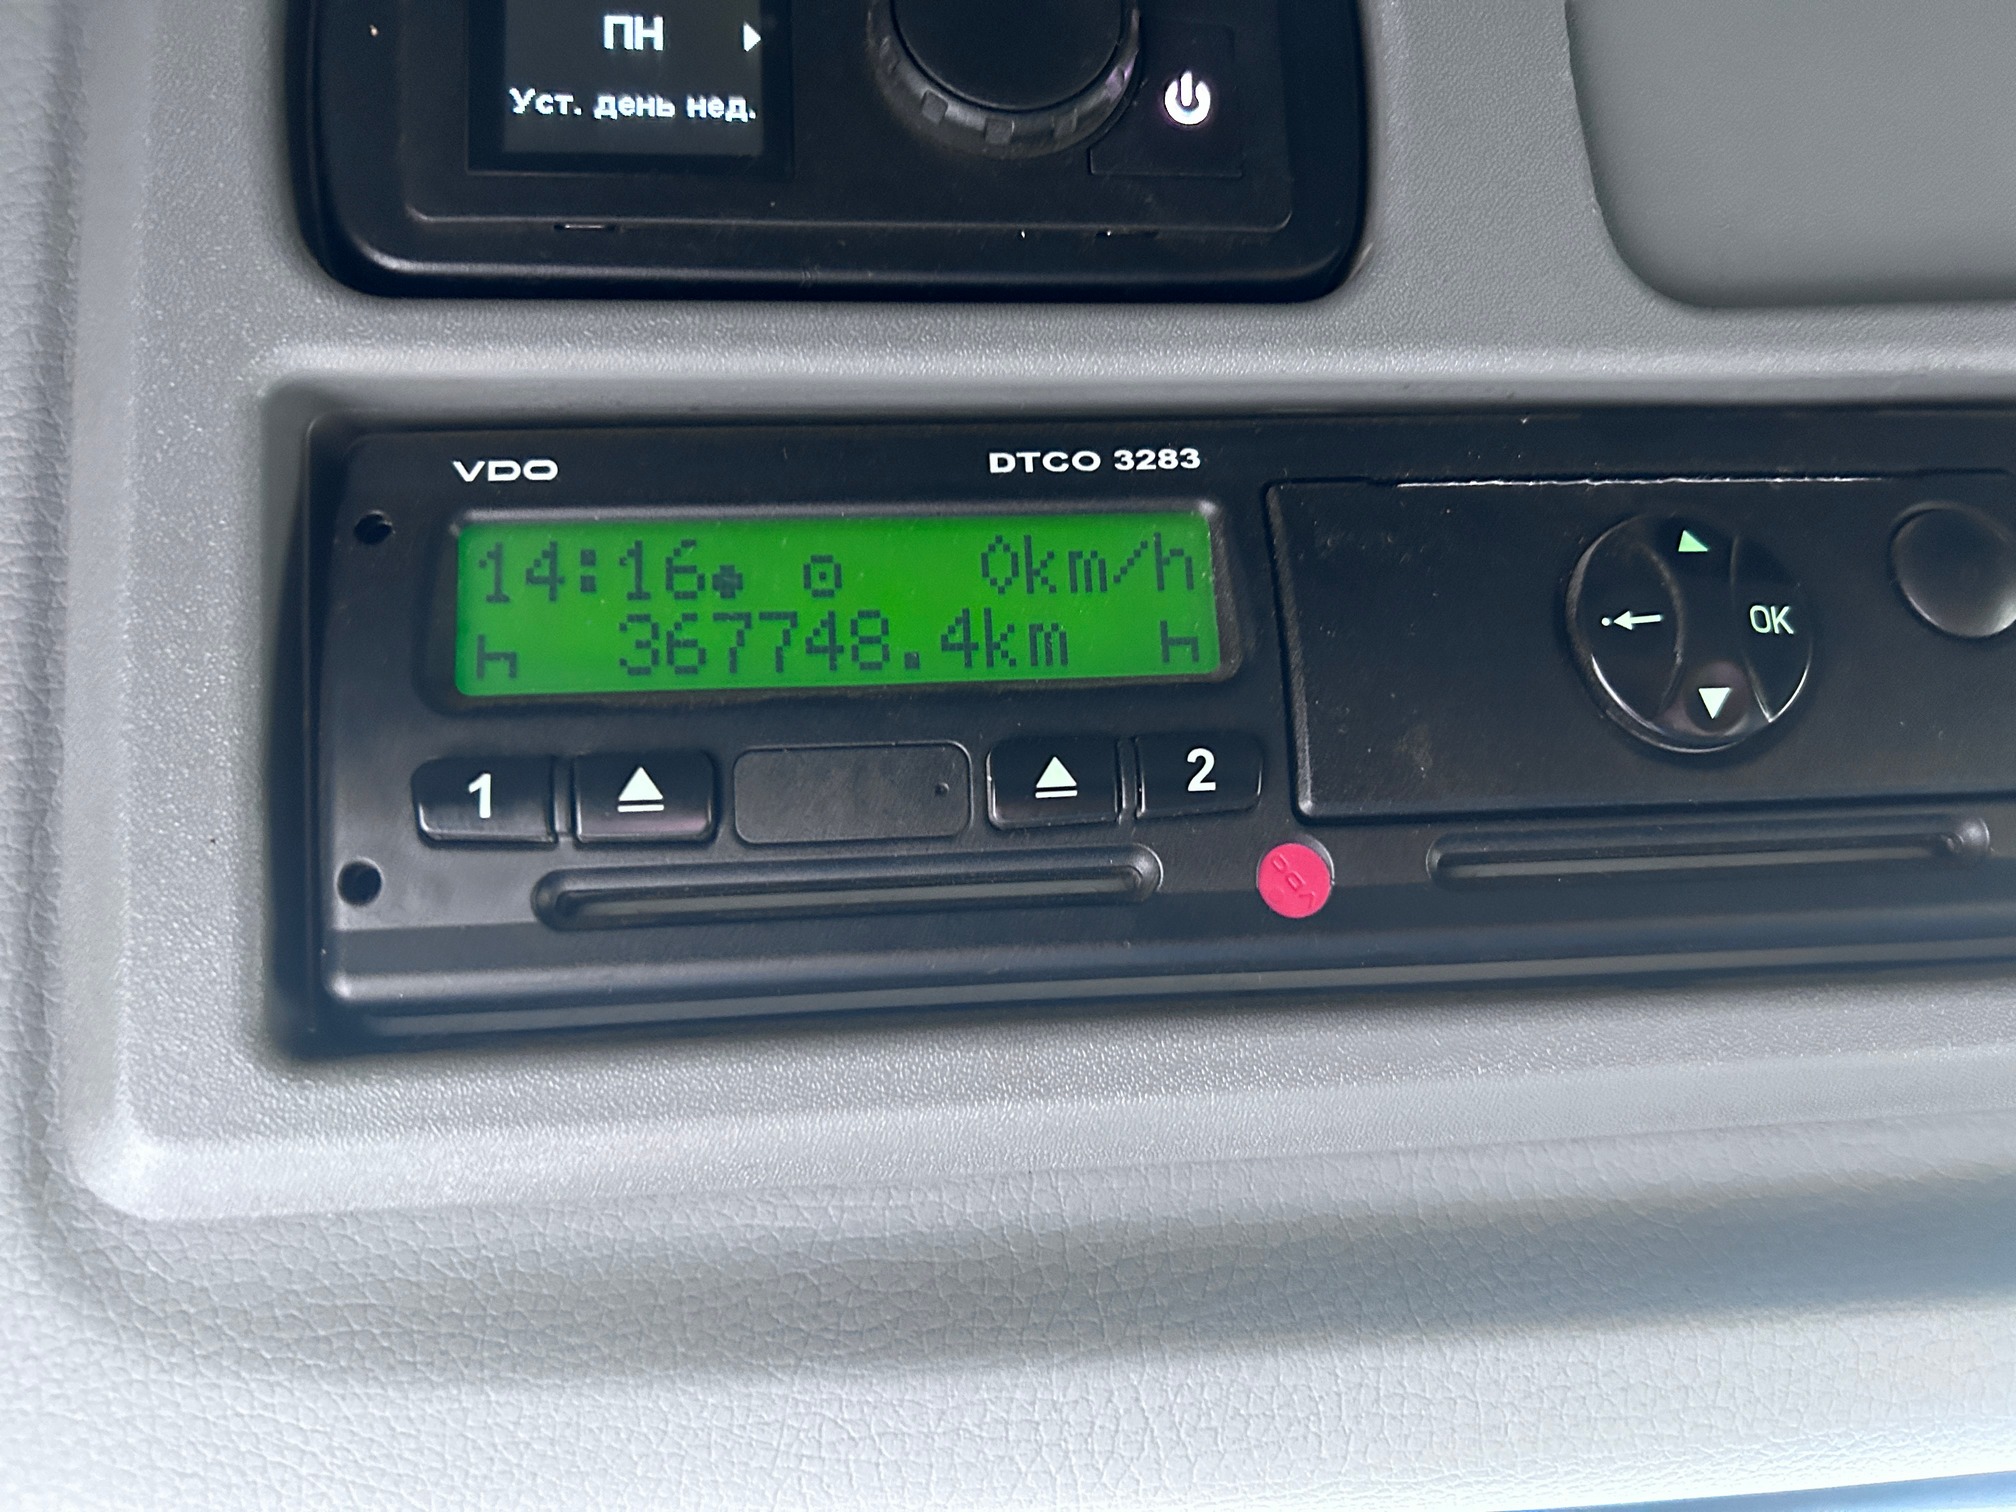 ПН
Уст. день нед.
VDO
DTCO 3283
14:16 0km/h
367748.4km
1
2
OK